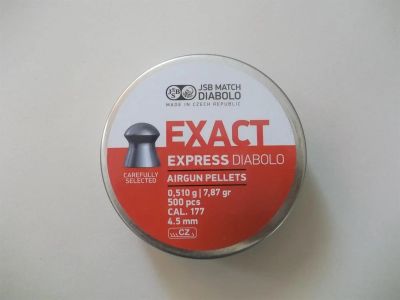 JSB
JSB MATCH
DIABOLO
MADE IN CZECH REPUBLIC
EXACT
EXPRESS DIABOLO
AIRGUN PELLETS
CAREFULLY
SELECTED
0,510 g | 7,87 gr
500 pcs
CAL. 177
4.5 mm
CZ